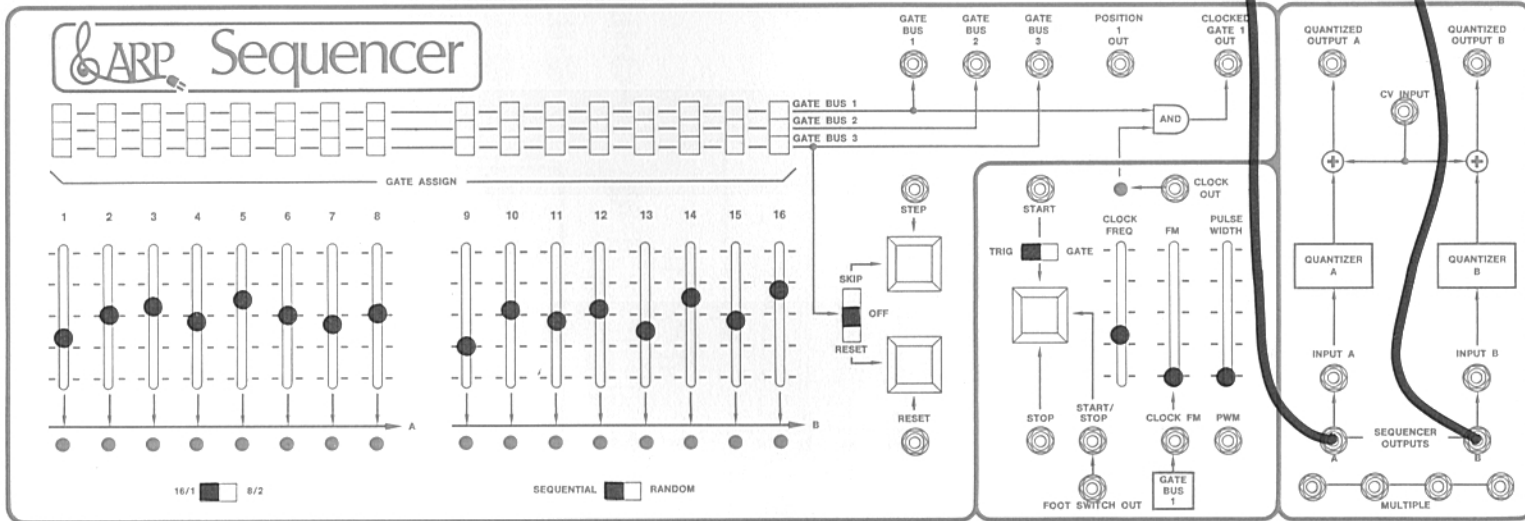 ARP Sequencer
GATE BUS 1
GATE BUS 2
GATE BUS 3
POSITION 1 OUT
CLOCKED GATE 1 OUT
QUANTIZED OUTPUT A
QUANTIZED OUTPUT B
CV INPUT
GATE BUS 1
GATE BUS 2
GATE BUS 3
AND
GATE ASSIGN
1 2 3 4 5 6 7 8 9 10 11 12 13 14 15 16
STEP
START
CLOCK OUT
CLOCK FREQ
FM
PULSE WIDTH
TRIG GATE
QUANTIZER A
QUANTIZER B
SKIP
OFF
RESET
INPUT A
INPUT B
RESET
STOP
START/STOP
CLOCK FM
PWM
A
B
SEQUENCER OUTPUTS
A
B
16/1 8/2
SEQUENTIAL RANDOM
FOOT SWITCH OUT
GATE BUS 1
MULTIPLE